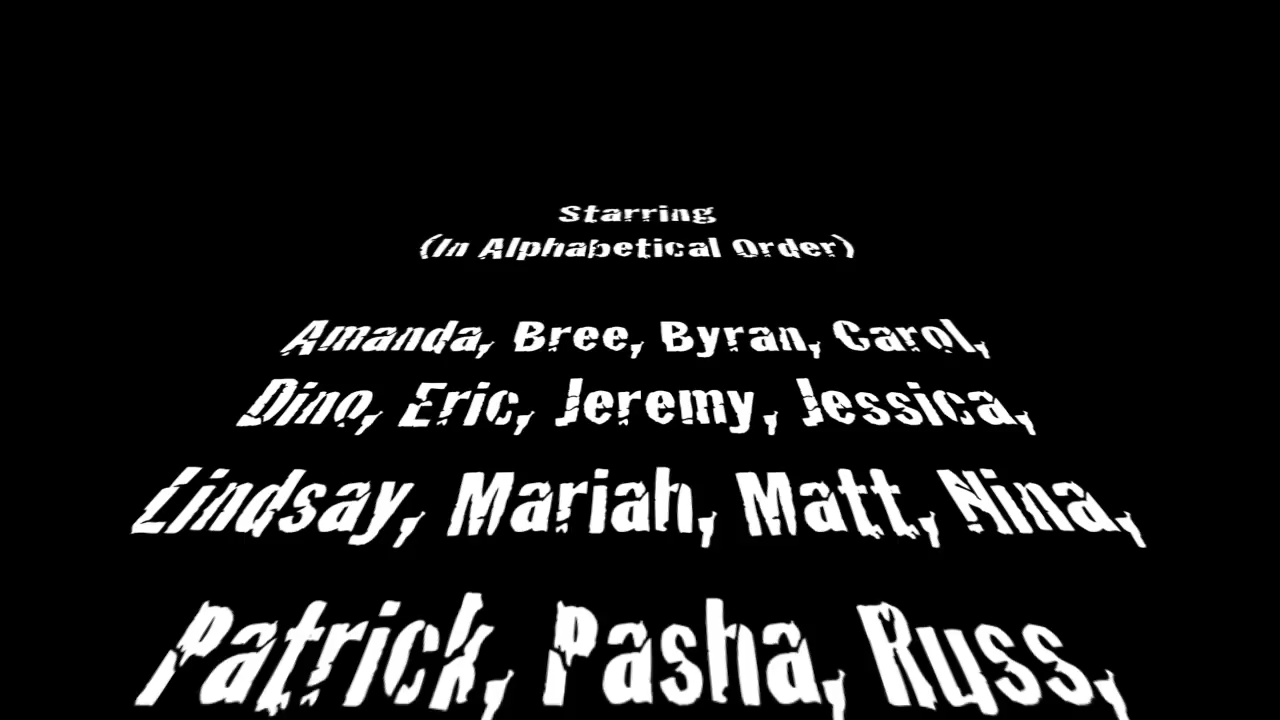 Starring
(In Alphabetical Order)
Amanda, Bree, Byran, Carol,
Dino, Eric, Jeremy, Jessica,
Lindsay, Mariah, Matt, Nina,
Patrick, Pasha, Russ,